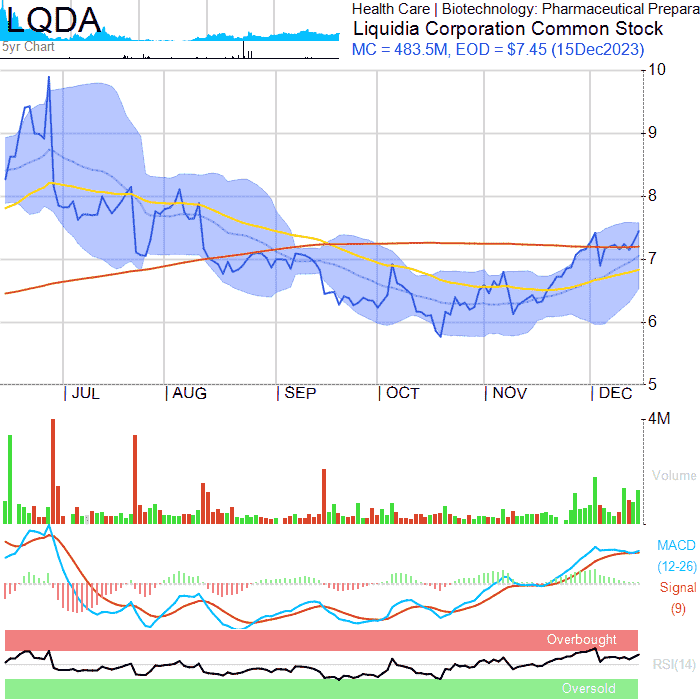 LQDA
5yr Chart
Health Care | Biotechnology: Pharmaceutical Prepara
Liquidia Corporation Common Stock
MC = 483.5M, EOD = $7.45 (15Dec2023)
10
9
8
7
6
5
JUL AUG SEP OCT NOV DEC
4M
Volume
MACD
(12-26)
Signal
(9)
Overbought
RSI(14)
Oversold